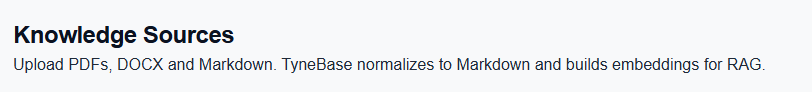 Knowledge Sources
Upload PDFs, DOCX and Markdown. TyneBase normalizes to Markdown and builds embeddings for RAG.